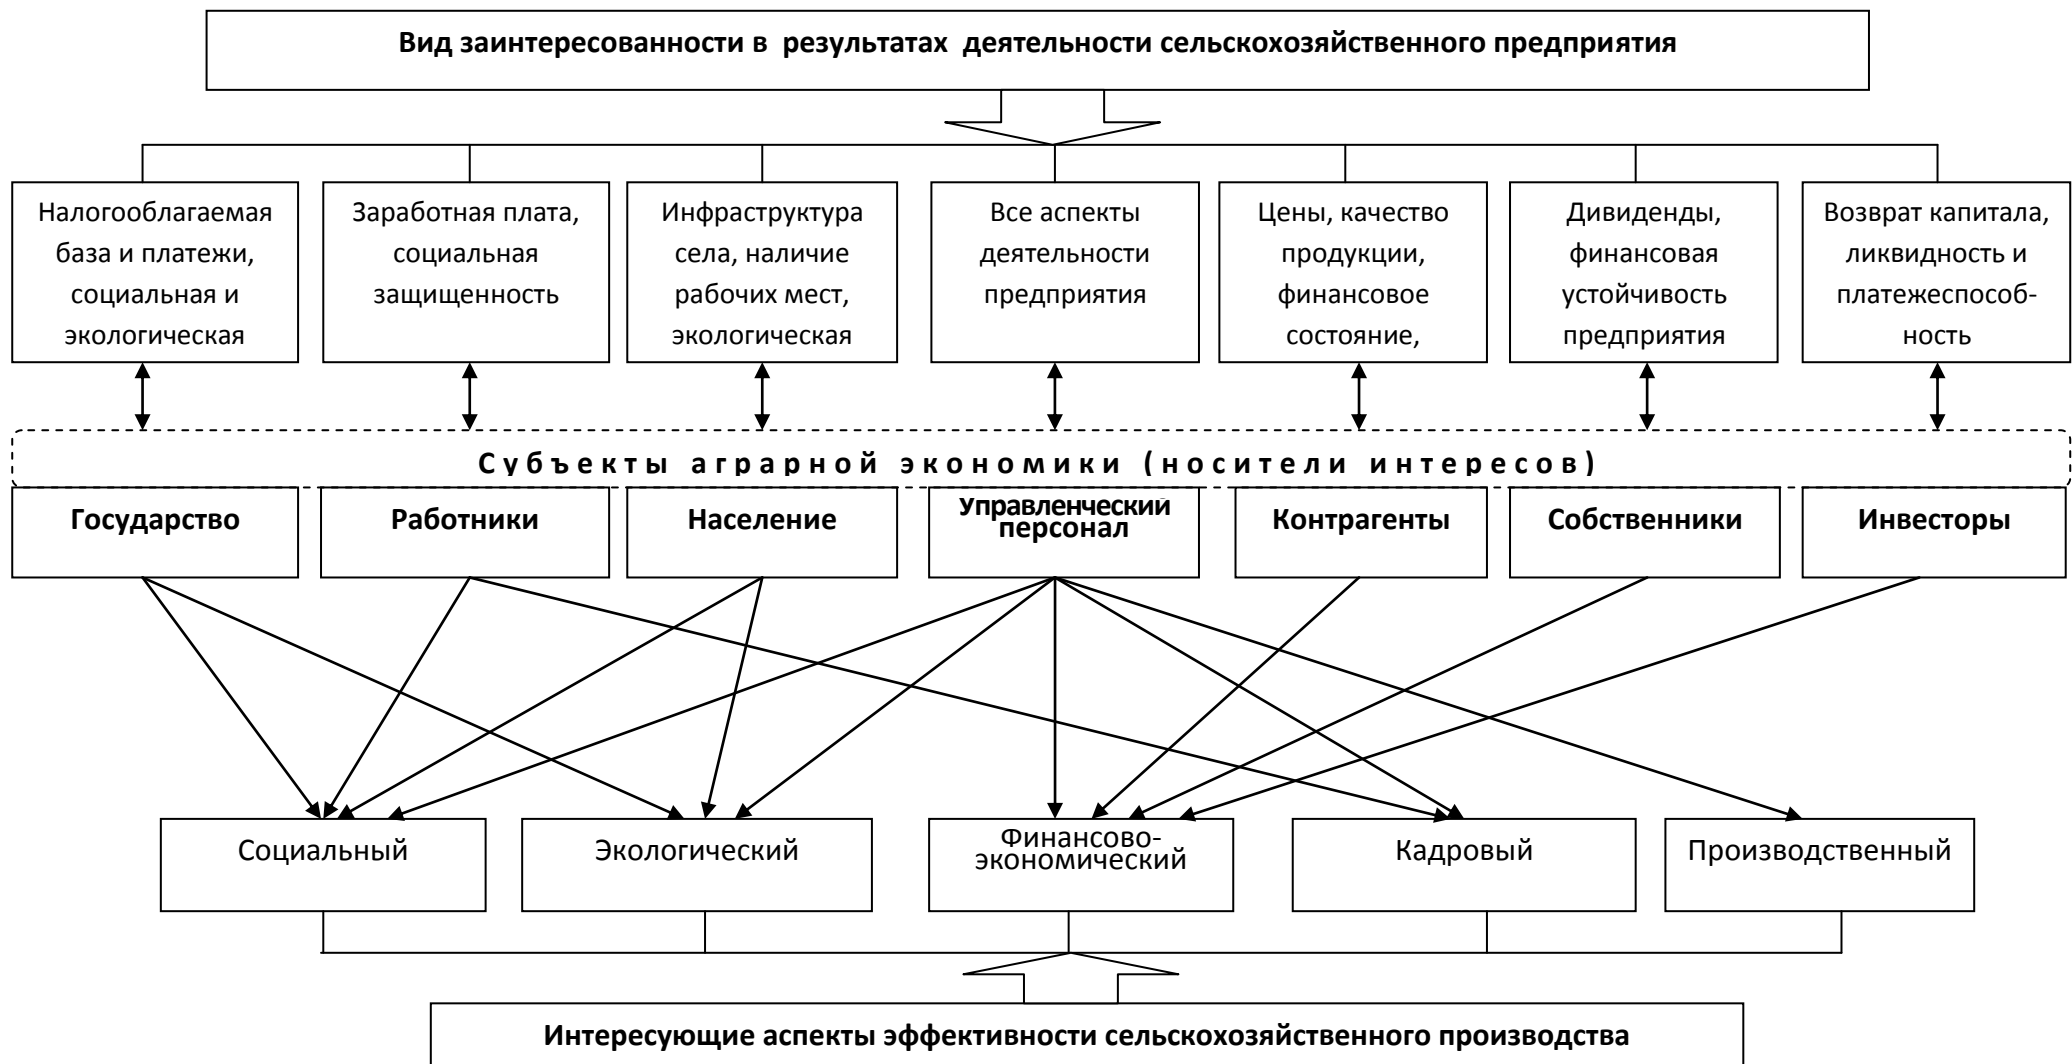 Вид заинтересованности в результатах деятельности сельскохозяйственного предприятия
Налогооблагаемая
база и платежи,
социальная и
экологическая
Заработная плата,
социальная
защищенность
Инфраструктура
села, наличие
рабочих мест,
экологическая
Все аспекты
деятельности
предприятия
Цены, качество
продукции,
финансовое
состояние,
Дивиденды,
финансовая
устойчивость
предприятия
Возврат капитала,
ликвидность и
платежеспособ-
ность
Субъекты аграрной экономики (носители интересов)
Государство
Работники
Население
Управленческий
персонал
Контрагенты
Собственники
Инвесторы
Социальный
Экологический
Финансово-
экономический
Кадровый
Производственный
Интересующие аспекты эффективности сельскохозяйственного производства